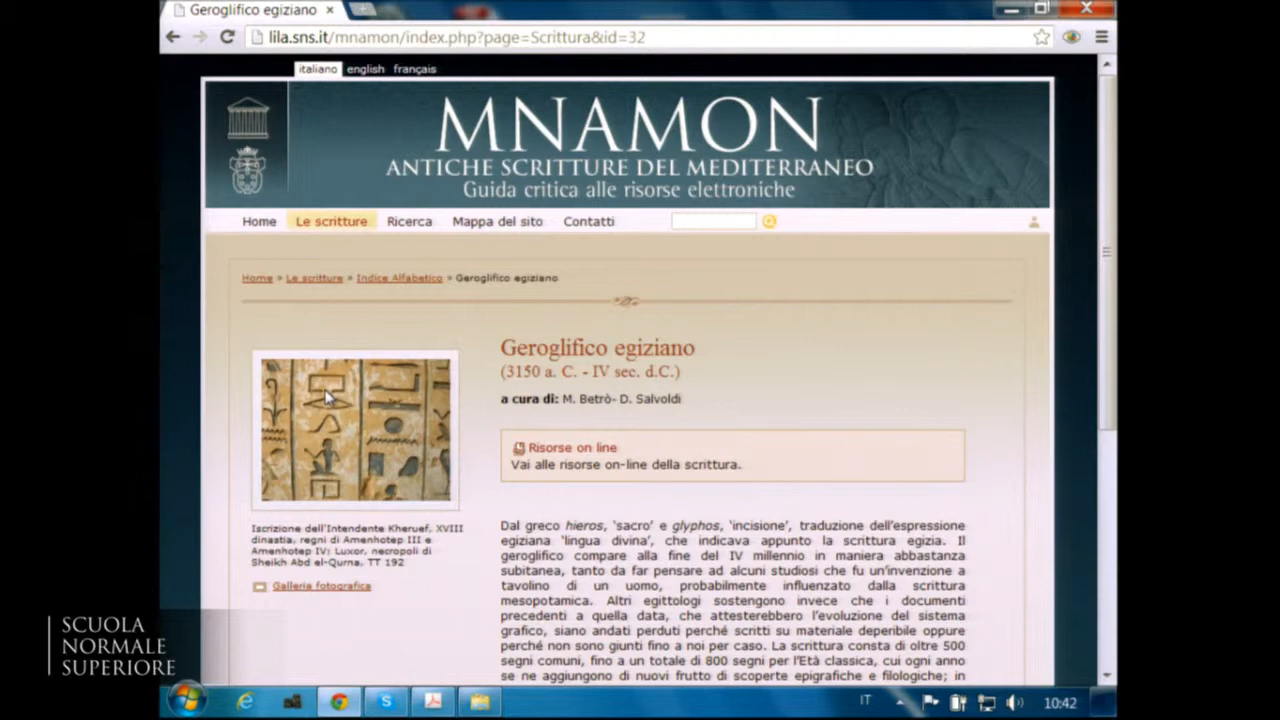 Geroglifico egiziano
lila.sns.it/mnamon/index.php?page=Scrittura&id=32
italiano english français
MNAMON
ANTICHE SCRITTURE DEL MEDITERRANEO
Guida critica alle risorse elettroniche
Home Le scritture Ricerca Mappa del sito Contatti
Home » Le scritture » Indice Alfabetico » Geroglifico egiziano
Geroglifico egiziano
(3150 a. C. - IV sec. d.C.)
a cura di: M. Betrò- D. Salvoldi
Risorse on line
Vai alle risorse on-line della scrittura.
Iscrizione dell'Intendente Kheruef, XVIII
dinastia, regni di Amenhotep III e
Amenhotep IV; Luxor, necropoli di
Sheikh Abd el-Qurna, TT 192
Galleria fotografica
Dal greco hieros, ‘sacro’ e glyphos, ‘incisione’, traduzione dell’espressione
egiziana ‘lingua divina’, che indicava appunto la scrittura egizia. Il
geroglifico compare alla fine del IV millennio in maniera abbastanza
subitanea, tanto da far pensare ad alcuni studiosi che fu un’invenzione a
tavolino di un uomo, probabilmente influenzato dalla scrittura
mesopotamica. Altri egittologi sostengono invece che i documenti
precedenti a quella data, che attesterebbero l’evoluzione del sistema
grafico, siano andati perduti perché scritti su materiale deperibile oppure
perché non sono giunti fino a noi per caso. La scrittura consta di oltre 500
segni comuni, fino a un totale di 800 segni per l’Età classica, cui ogni anno
se ne aggiungono di nuovi frutto di scoperte epigrafiche e filologiche; in
SCUOLA
NORMALE
SUPERIORE
IT 10:42